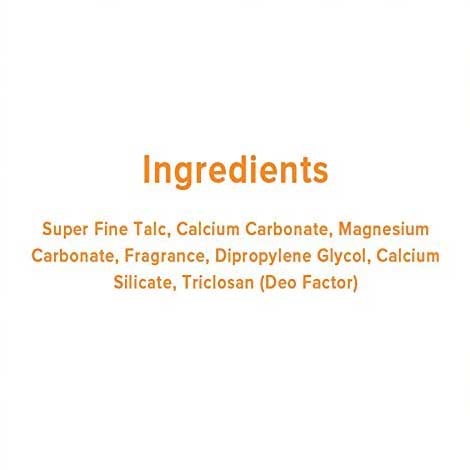 Ingredients
Super Fine Talc, Calcium Carbonate, Magnesium
Carbonate, Fragrance, Dipropylene Glycol, Calcium
Silicate, Triclosan (Deo Factor)